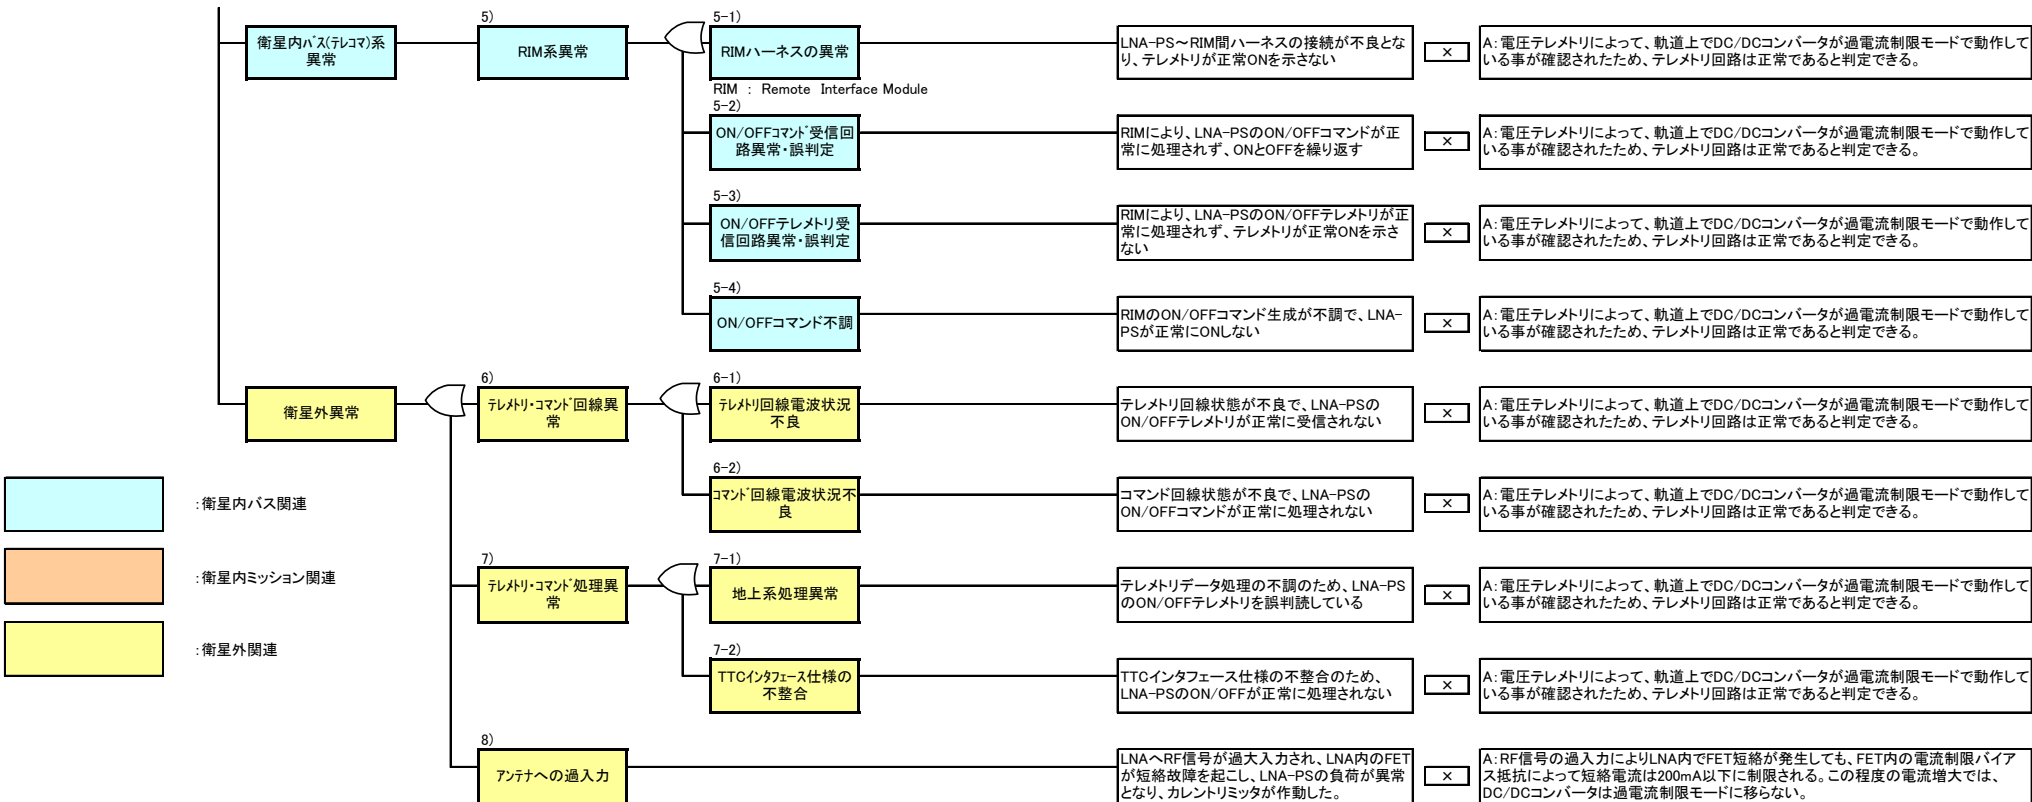 衛星内バス(テレコマ)系
異常
5)
RIM系異常
5-1)
RIMハーネスの異常
RIM ： Remote Interface Module
LNA-PS～RIM間ハーネスの接続が不良とな
り、テレメトリが正常ONを示さない
×
A:電圧テレメトリによって、軌道上でDC/DCコンバータが過電流制限モードで動作して
いる事が確認されたため、テレメトリ回路は正常であると判定できる。
5-2)
ON/OFFコマンド受信回
路異常・誤判定
RIMにより、LNA-PSのON/OFFコマンドが正
常に処理されず、ONとOFFを繰り返す
×
A:電圧テレメトリによって、軌道上でDC/DCコンバータが過電流制限モードで動作して
いる事が確認されたため、テレメトリ回路は正常であると判定できる。
5-3)
ON/OFFテレメトリ受
信回路異常・誤判定
RIMにより、LNA-PSのON/OFFテレメトリが正
常に処理されず、テレメトリが正常ONを示さ
ない
×
A:電圧テレメトリによって、軌道上でDC/DCコンバータが過電流制限モードで動作して
いる事が確認されたため、テレメトリ回路は正常であると判定できる。
5-4)
ON/OFFコマンド不調
RIMのON/OFFコマンド生成が不調で、LNA-
PSが正常にONしない
×
A:電圧テレメトリによって、軌道上でDC/DCコンバータが過電流制限モードで動作して
いる事が確認されたため、テレメトリ回路は正常であると判定できる。
衛星外異常
6)
テレメトリ・コマンド回線異
常
6-1)
テレメトリ回線電波状況
不良
テレメトリ回線状態が不良で、LNA-PSの
ON/OFFテレメトリが正常に受信されない
×
A:電圧テレメトリによって、軌道上でDC/DCコンバータが過電流制限モードで動作して
いる事が確認されたため、テレメトリ回路は正常であると判定できる。
6-2)
コマンド回線電波状況不
良
コマンド回線状態が不良で、LNA-PSの
ON/OFFコマンドが正常に処理されない
×
A:電圧テレメトリによって、軌道上でDC/DCコンバータが過電流制限モードで動作して
いる事が確認されたため、テレメトリ回路は正常であると判定できる。
7)
テレメトリ・コマンド処理異
常
7-1)
地上系処理異常
テレメトリデータ処理の不調のため、LNA-PS
のON/OFFテレメトリを誤判読している
×
A:電圧テレメトリによって、軌道上でDC/DCコンバータが過電流制限モードで動作して
いる事が確認されたため、テレメトリ回路は正常であると判定できる。
7-2)
TTCインタフェース仕様の
不整合
TTCインタフェース仕様の不整合のため、
LNA-PSのON/OFFが正常に処理されない
×
A:電圧テレメトリによって、軌道上でDC/DCコンバータが過電流制限モードで動作して
いる事が確認されたため、テレメトリ回路は正常であると判定できる。
8)
アンテナへの過入力
LNAへRF信号が過大入力され、LNA内のFET
が短絡故障を起こし、LNA-PSの負荷が異常
となり、カレントリミッタが作動した。
×
A:RF信号の過入力によりLNA内でFET短絡が発生しても、FET内の電流制限バイア
ス抵抗によって短絡電流は200mA以下に制限される。この程度の電流増大では、
DC/DCコンバータは過電流制限モードに移らない。
:衛星内バス関連
:衛星内ミッション関連
:衛星外関連